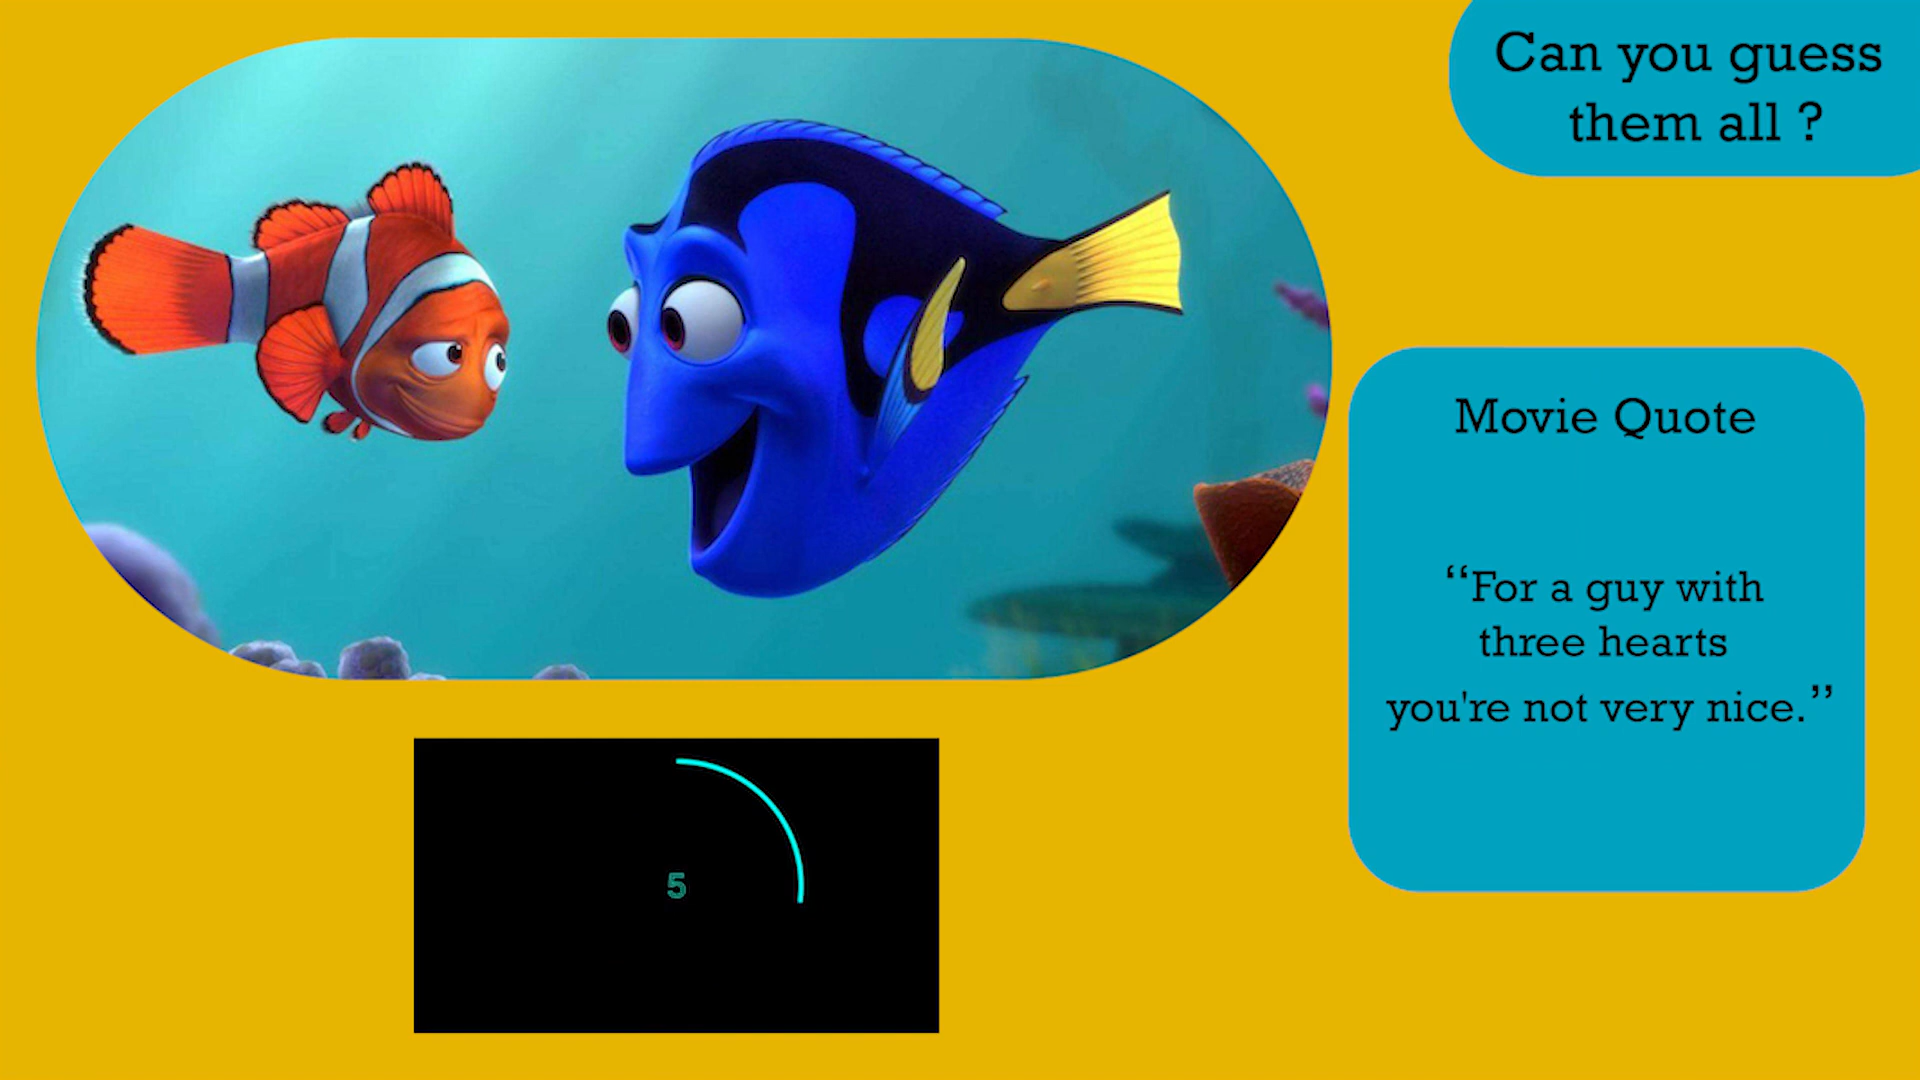 Can you guess
them all ?
Movie Quote
“For a guy with
three hearts
you're not very nice.”
5